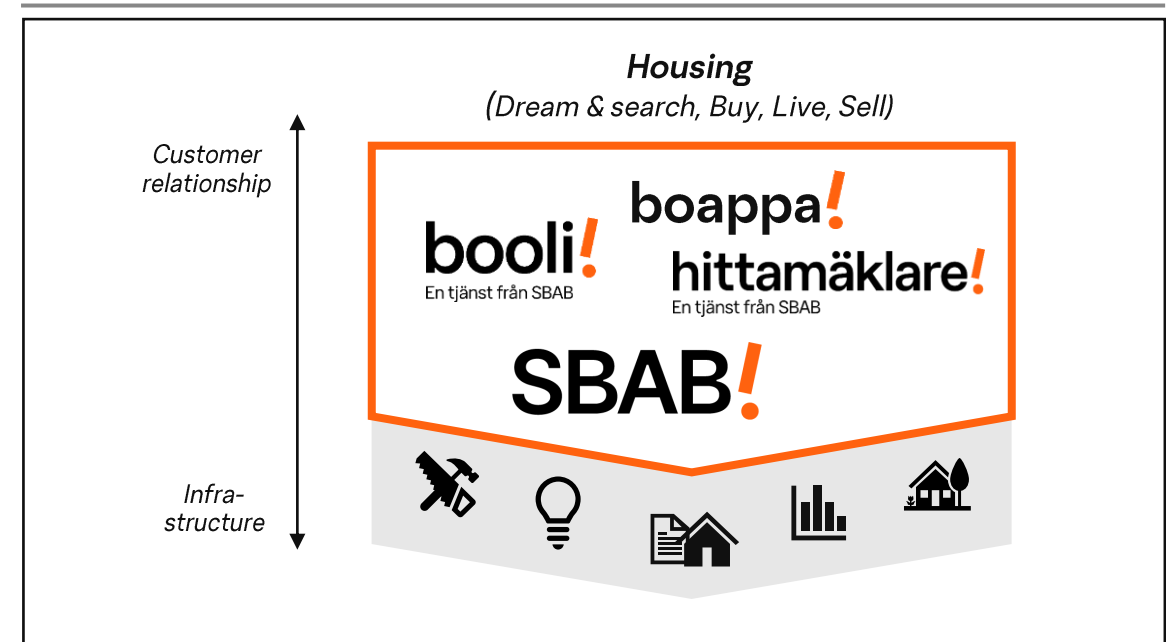 Housing
(Dream & search, Buy, Live, Sell)
Customer
relationship
boappa!
booli!
En tjänst från SBAB
hittamäklare!
En tjänst från SBAB
SBAB!
Infra-
structure